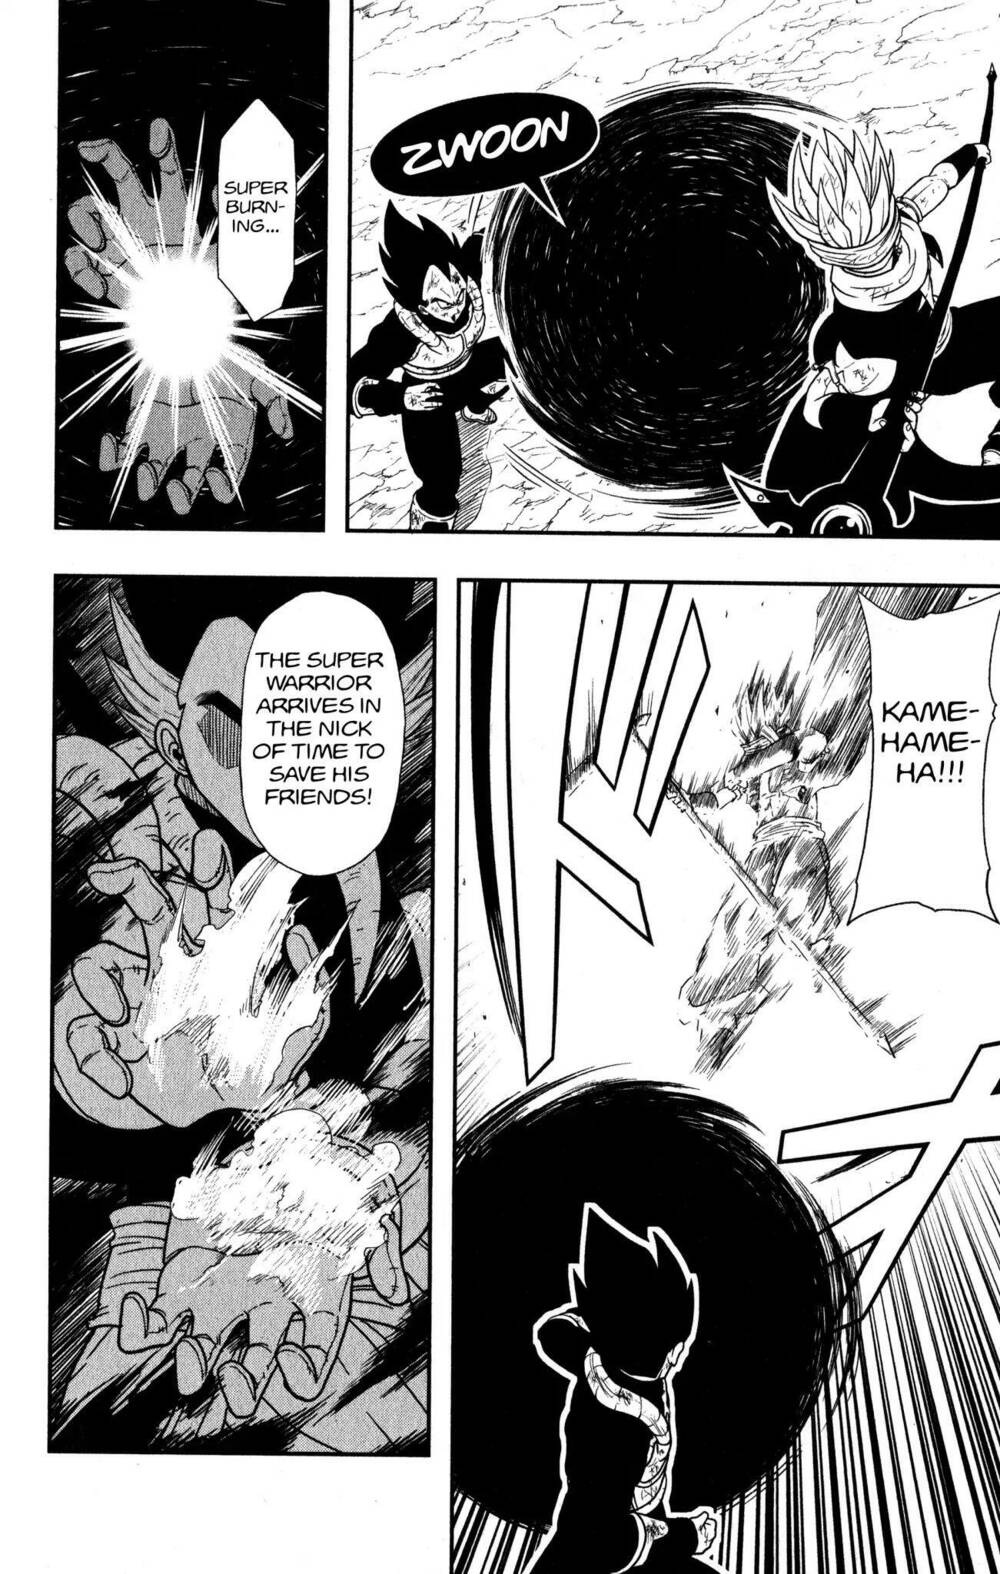 ZWOON
SUPER
BURN-
ING...
KAME-
HAME-
HA!!!
THE SUPER
WARRIOR
ARRIVES IN
THE NICK
OF TIME TO
SAVE HIS
FRIENDS!